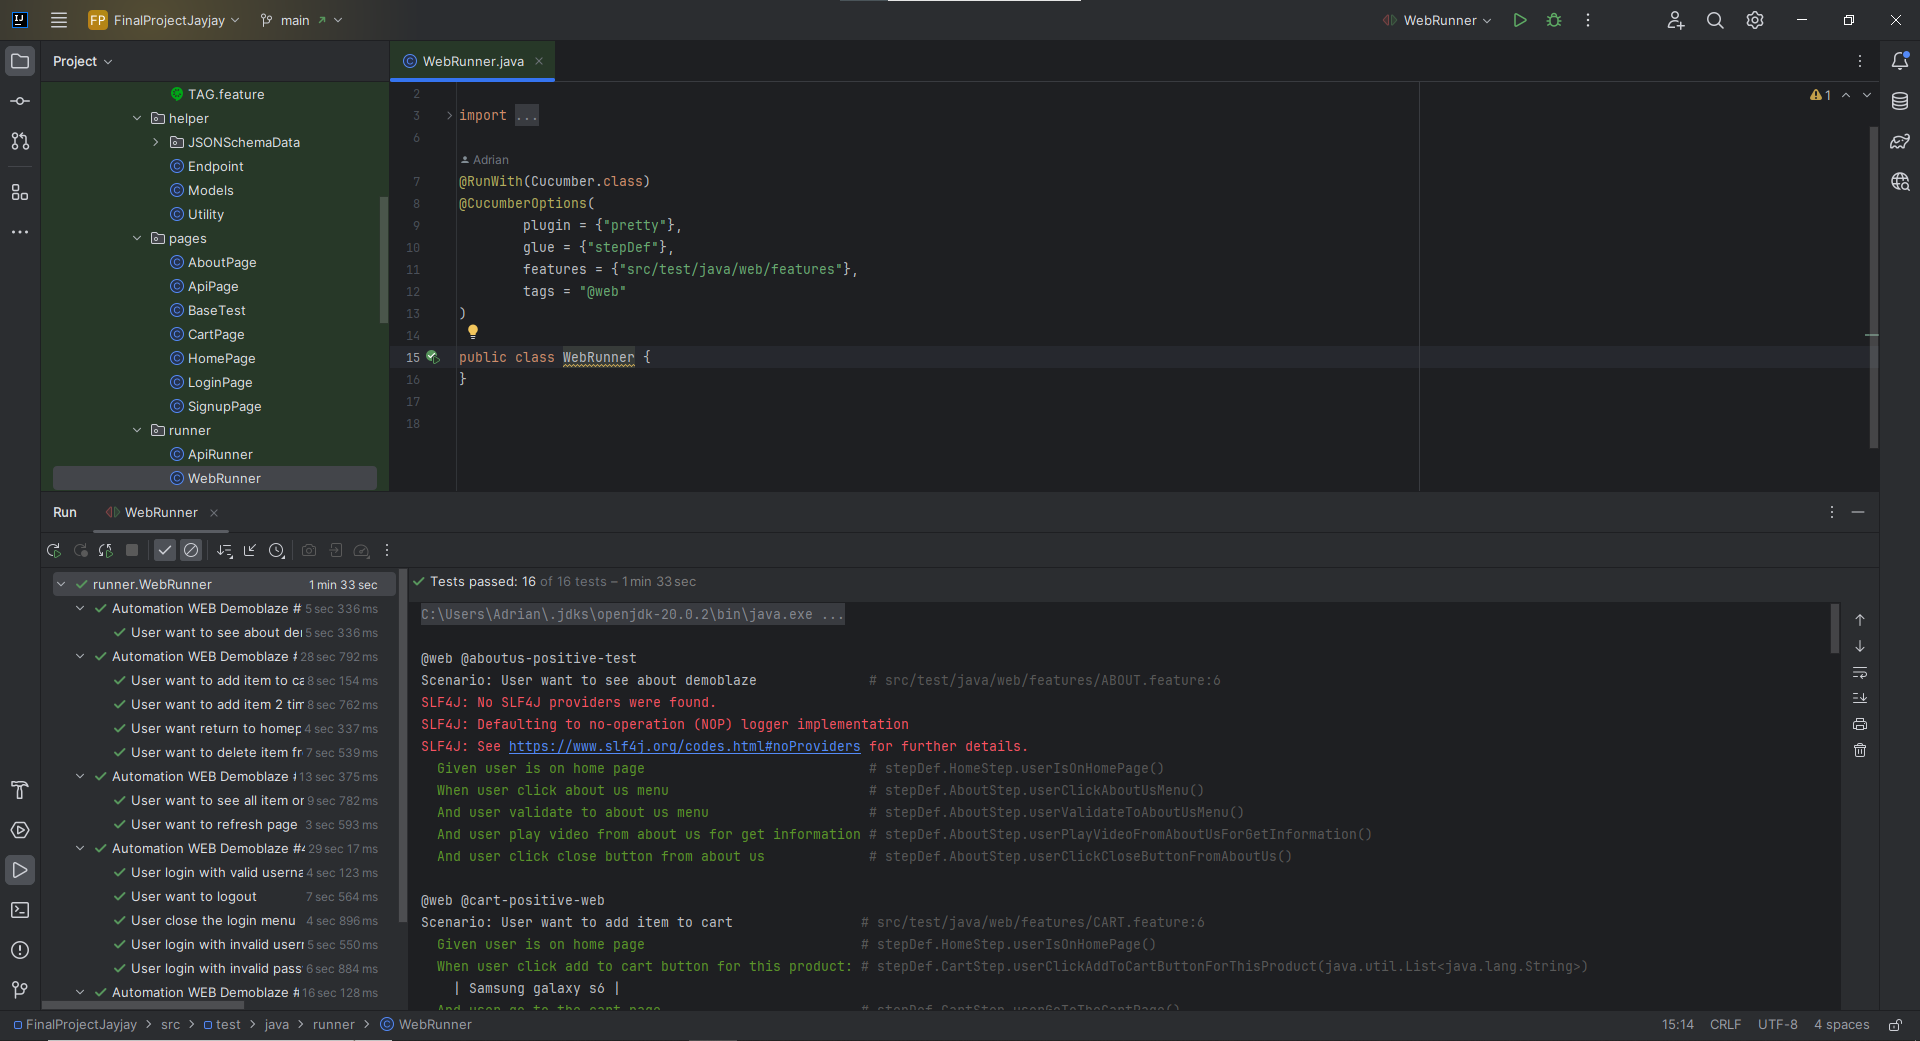 FP FinalProjectJayjay main WebRunner
Project
WebRunner.java
TAG.feature
helper
JSONSchemaData
Endpoint
Models
Utility
pages
AboutPage
ApiPage
BaseTest
CartPage
HomePage
LoginPage
SignupPage
runner
ApiRunner
WebRunner
1
2
3 import ...
6
Adrian
7 @RunWith(Cucumber.class)
8 @CucumberOptions(
9 plugin = {"pretty"},
10 glue = {"stepDef"},
11 features = {"src/test/java/web/features"},
12 tags = "@web"
13 )
14
15 public class WebRunner {
16 }
17
18
Run WebRunner
runner.WebRunner 1 min 33 sec
Automation WEB Demoblaze # 5 sec 336 ms
User want to see about de 5 sec 336 ms
Automation WEB Demoblaze # 28 sec 792 ms
User want to add item to ca 8 sec 154 ms
User want to add item 2 tim 8 sec 762 ms
User want return to homep 4 sec 337 ms
User want to delete item fr 7 sec 539 ms
Automation WEB Demoblaze 13 sec 375 ms
User want to see all item or 9 sec 782 ms
User want to refresh page 3 sec 593 ms
Automation WEB Demoblaze #4 29 sec 17 ms
User login with valid userna 4 sec 123 ms
User want to logout 7 sec 564 ms
User close the login menu 4 sec 896 ms
User login with invalid userr 5 sec 550 ms
User login with invalid pass 6 sec 884 ms
Automation WEB Demoblaze # 16 sec 128 ms
Tests passed: 16 of 16 tests – 1 min 33 sec
C:\Users\Adrian\.jdks\openjdk-20.0.2\bin\java.exe ...
@web @aboutus-positive-test
Scenario: User want to see about demoblaze # src/test/java/web/features/ABOUT.feature:6
SLF4J: No SLF4J providers were found.
SLF4J: Defaulting to no-operation (NOP) logger implementation
SLF4J: See https://www.slf4j.org/codes.html#noProviders for further details.
Given user is on home page # stepDef.HomeStep.userIsOnHomePage()
When user click about us menu # stepDef.AboutStep.userClickAboutUsMenu()
And user validate to about us menu # stepDef.AboutStep.userValidateToAboutUsMenu()
And user play video from about us for get information # stepDef.AboutStep.userPlayVideoFromAboutUsForGetInformation()
And user click close button from about us # stepDef.AboutStep.userClickCloseButtonFromAboutUs()
@web @cart-positive-web
Scenario: User want to add item to cart # src/test/java/web/features/CART.feature:6
Given user is on home page # stepDef.HomeStep.userIsOnHomePage()
When user click add to cart button for this product: # stepDef.CartStep.userClickAddToCartButtonForThisProduct(java.util.List<java.lang.String>)
| Samsung galaxy s6 |
And user go to the cart page # stepDef.CartStep.userGoToTheCartPage()
FinalProjectJayjay > src > test > java > runner > WebRunner
15:14 CRLF UTF-8 4 spaces